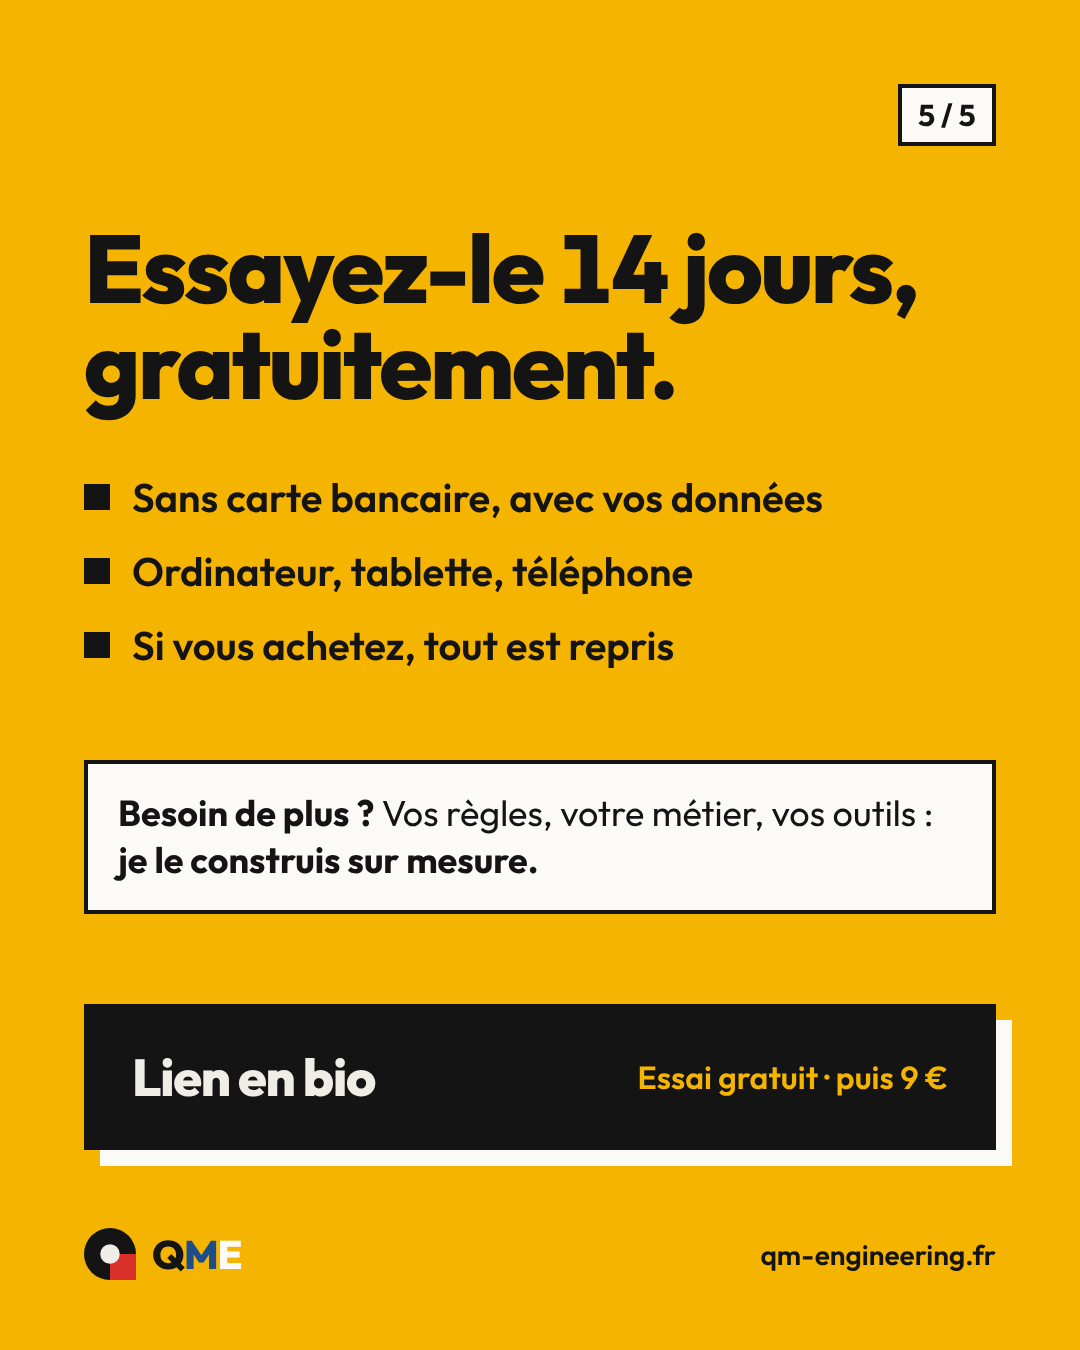 5 / 5
Essayez-le 14 jours,
gratuitement.
Sans carte bancaire, avec vos données
Ordinateur, tablette, téléphone
Si vous achetez, tout est repris
Besoin de plus ? Vos règles, votre métier, vos outils :
je le construis sur mesure.
Lien en bio
Essai gratuit · puis 9 €
QME
qm-engineering.fr